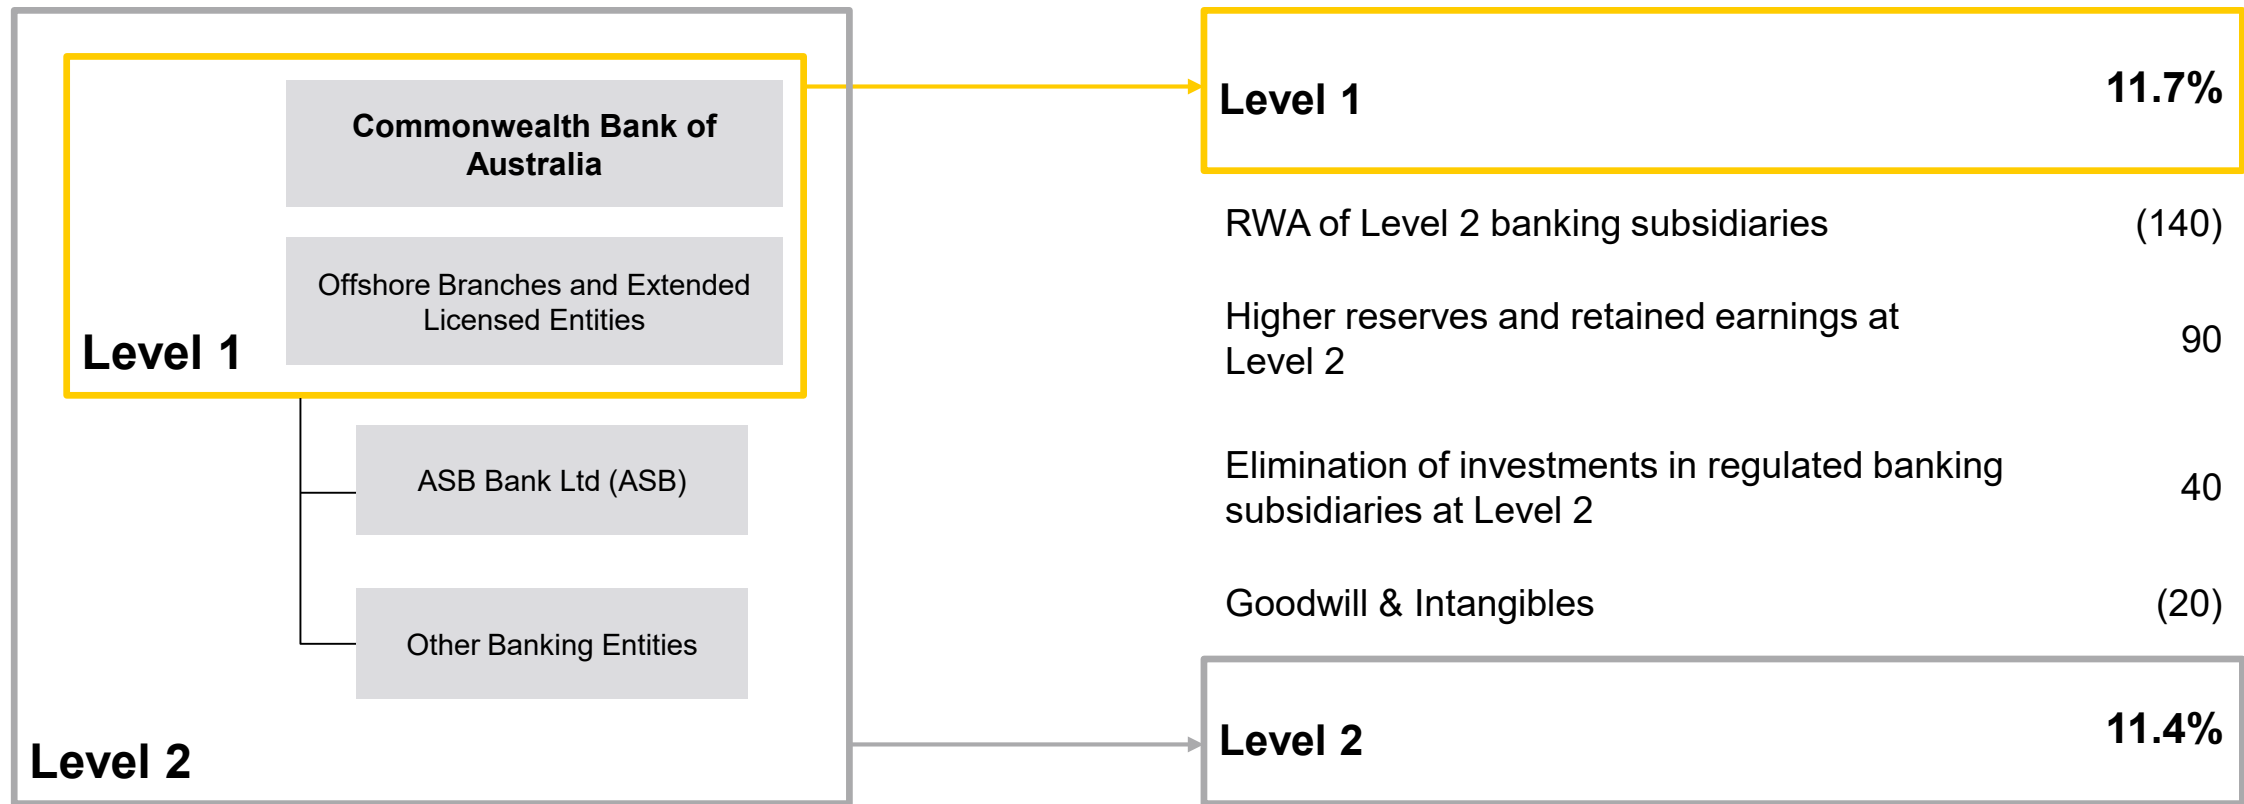 Commonwealth Bank of
Australia
Offshore Branches and Extended
Licensed Entities
Level 1
ASB Bank Ltd (ASB)
Other Banking Entities
Level 2
Level 1 11.7%
RWA of Level 2 banking subsidiaries (140)
Higher reserves and retained earnings at
Level 2 90
Elimination of investments in regulated banking
subsidiaries at Level 2 40
Goodwill & Intangibles (20)
Level 2 11.4%